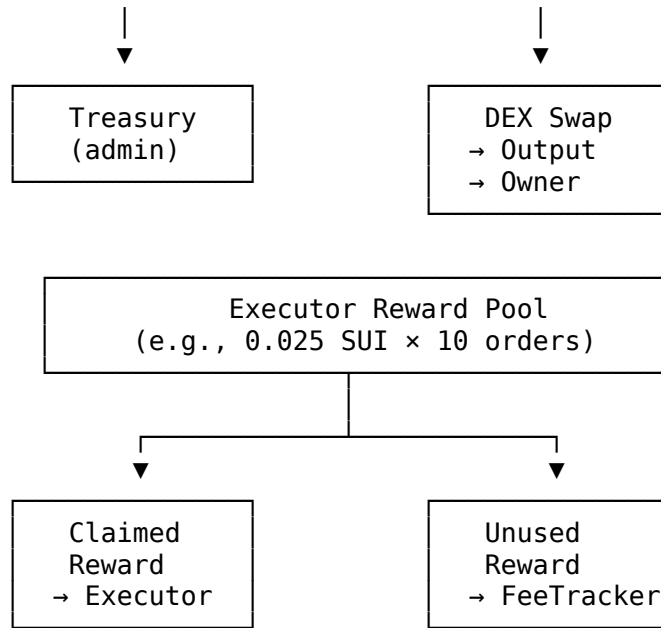 Treasury
(admin)
DEX Swap
→ Output
→ Owner
Executor Reward Pool
(e.g., 0.025 SUI × 10 orders)
Claimed
Reward
→ Executor
Unused
Reward
→ FeeTracker